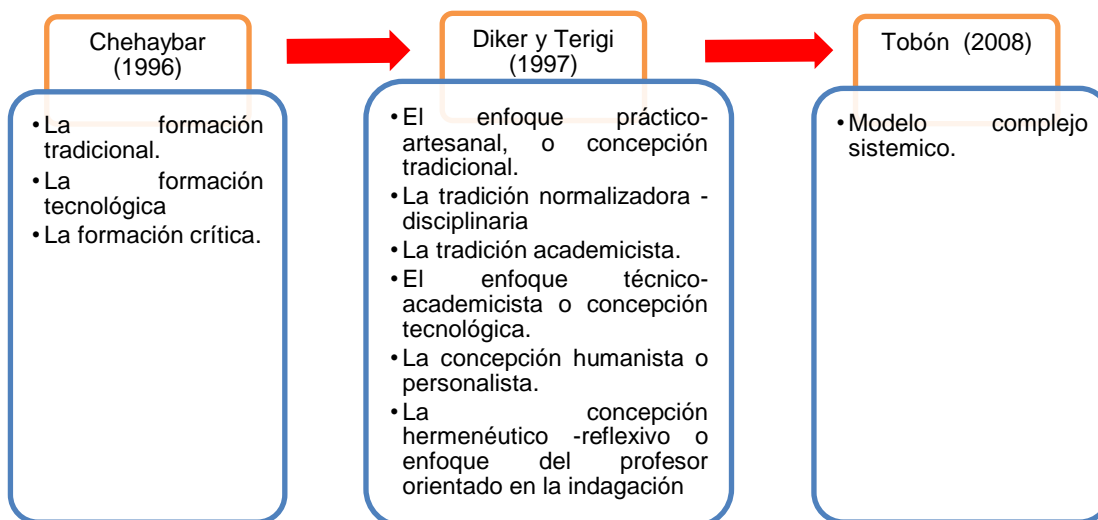 Chehaybar
(1996)
• La formación
tradicional.
• La formación
tecnológica
• La formación crítica.
Diker y Terigi
(1997)
• El enfoque práctico-
artesanal, o concepción
tradicional.
• La tradición normalizadora -
disciplinaria
• La tradición academicista.
• El enfoque técnico-
academicista o concepción
tecnológica.
• La concepción humanista o
personalista.
• La concepción
hermenéutico -reflexivo o
enfoque del profesor
orientado en la indagación
Tobón (2008)
• Modelo complejo
sistemico.